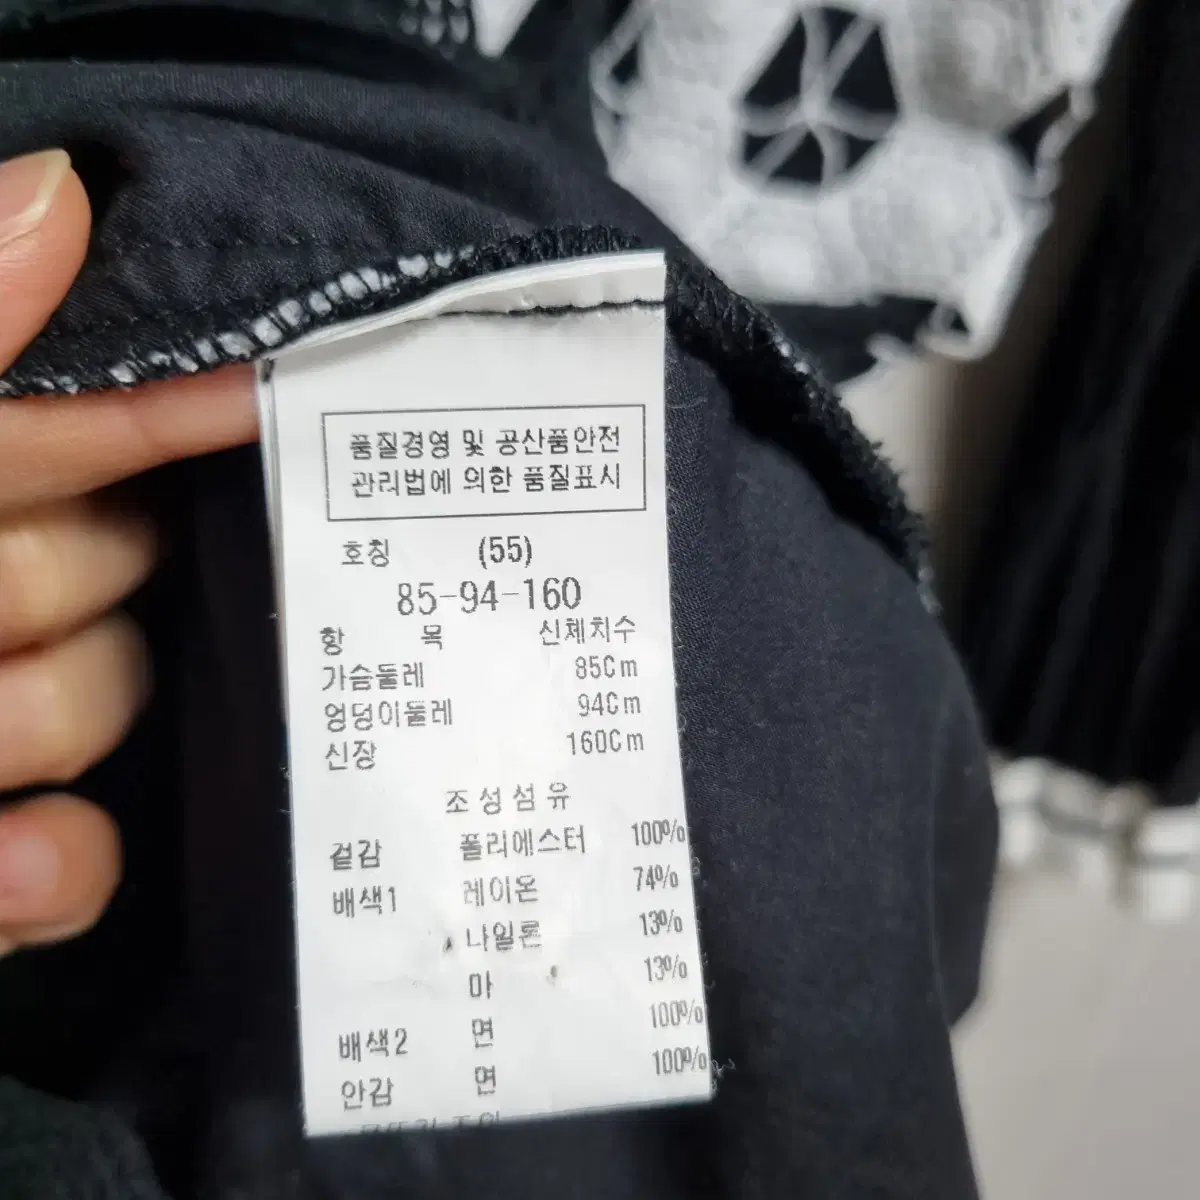 품질경영 및 공산품안전
관리법에 의한 품질표시
호칭 (55)
85-94-160
항 목 신체치수
가슴둘레 85Cm
엉덩이둘레 94Cm
신장 160Cm
조성섬유
겉감 폴리에스터 100%
배색1 레이온 74%
나일론 13%
마 13%
배색2 면 100%
안감 면 100%